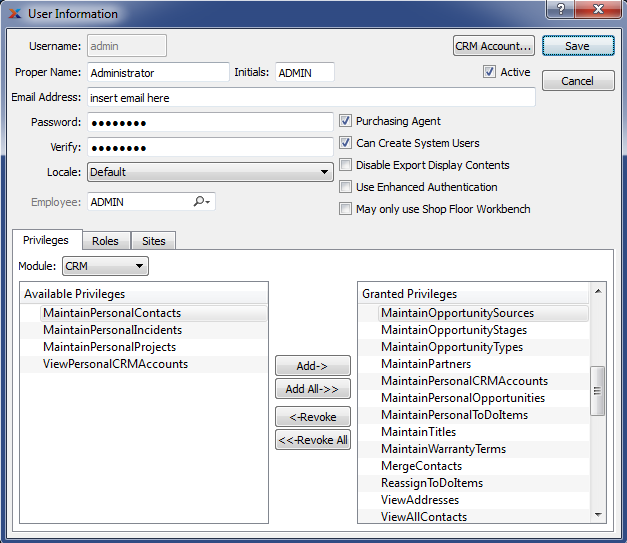 User Information
?
Username: admin CRM Account... Save
Proper Name: Administrator Initials: ADMIN Active Cancel
Email Address: insert email here
Password: ●●●●●●●● Purchasing Agent
Verify: ●●●●●●●● Can Create System Users
Locale: Default Disable Export Display Contents
Use Enhanced Authentication
Employee: ADMIN May only use Shop Floor Workbench
Privileges Roles Sites
Module: CRM
Available Privileges
MaintainPersonalContacts
MaintainPersonalIncidents
MaintainPersonalProjects
ViewPersonalCRMAccounts
Add->
Add All->>
<-Revoke
<<-Revoke All
Granted Privileges
MaintainOpportunitySources
MaintainOpportunityStages
MaintainOpportunityTypes
MaintainPartners
MaintainPersonalCRMAccounts
MaintainPersonalOpportunities
MaintainPersonalToDoItems
MaintainTitles
MaintainWarrantyTerms
MergeContacts
ReassignToDoItems
ViewAddresses
ViewAllContacts